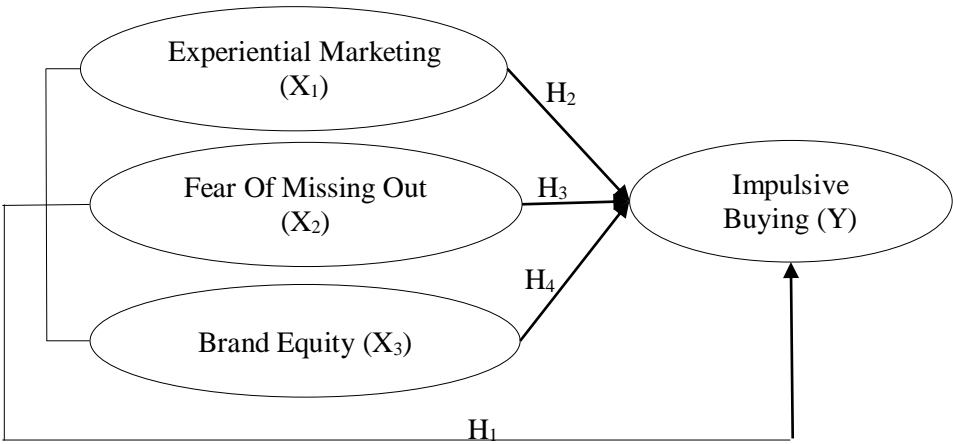 Experiential Marketing
(X₁)
H₂
Fear Of Missing Out
(X₂)
H₃
Impulsive
Buying (Y)
H₄
Brand Equity (X₃)
H₁